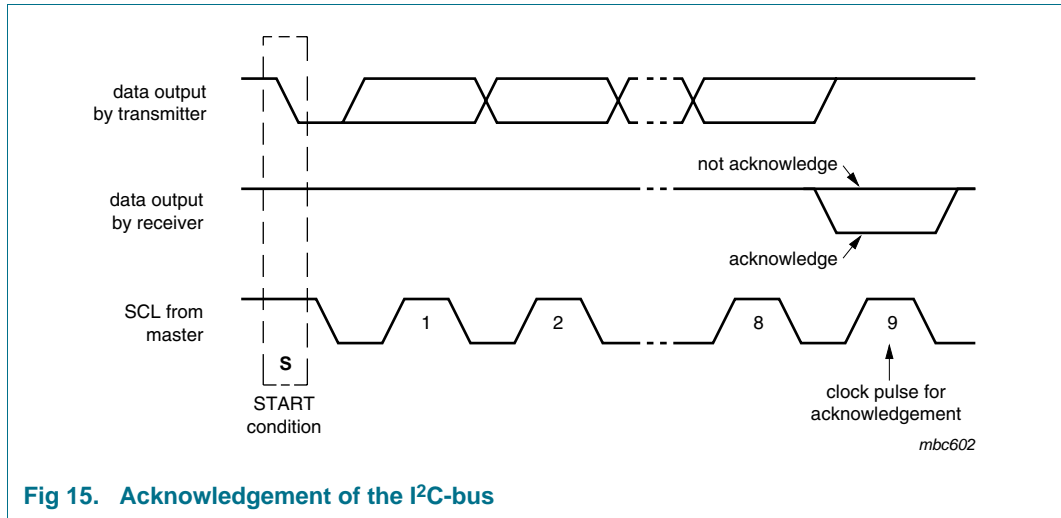 data output
by transmitter
not acknowledge
data output
by receiver
acknowledge
SCL from
master
1
2
8
9
S
START
condition
clock pulse for
acknowledgement
mbc602
Fig 15. Acknowledgement of the I²C-bus